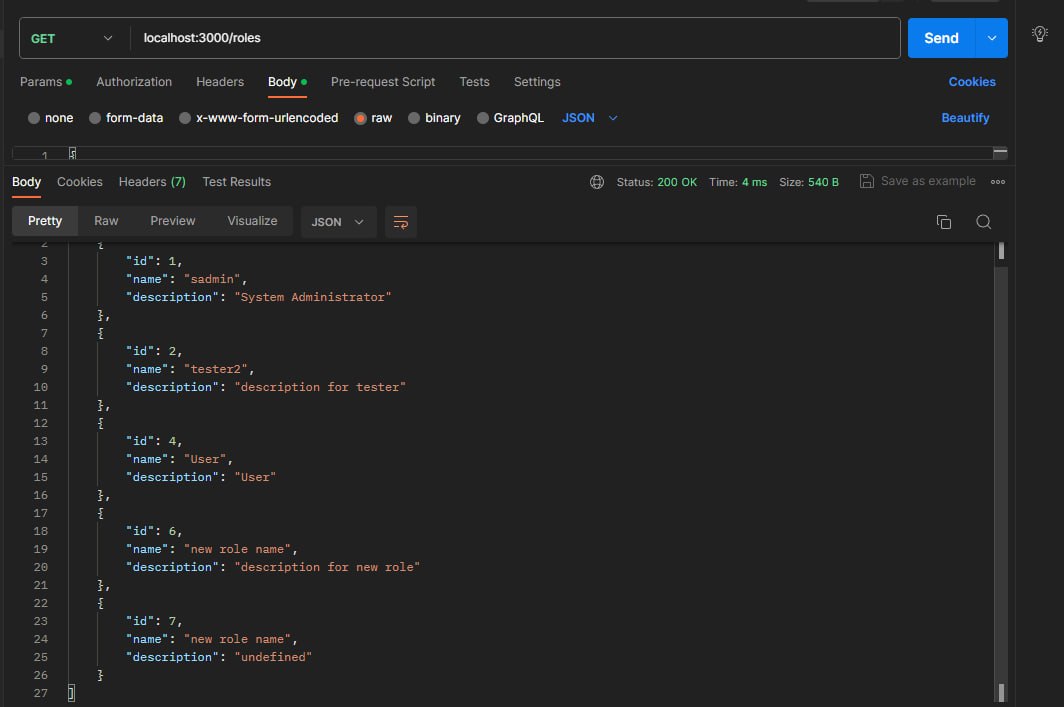 GET localhost:3000/roles Send
Params Authorization Headers Body Pre-request Script Tests Settings Cookies
none form-data x-www-form-urlencoded raw binary GraphQL JSON Beautify
1 {
Body Cookies Headers (7) Test Results Status: 200 OK Time: 4 ms Size: 540 B Save as example
Pretty Raw Preview Visualize JSON
2 {
3 "id": 1,
4 "name": "sadmin",
5 "description": "System Administrator"
6 },
7 {
8 "id": 2,
9 "name": "tester2",
10 "description": "description for tester"
11 },
12 {
13 "id": 4,
14 "name": "User",
15 "description": "User"
16 },
17 {
18 "id": 6,
19 "name": "new role name",
20 "description": "description for new role"
21 },
22 {
23 "id": 7,
24 "name": "new role name",
25 "description": "undefined"
26 }
27 ]